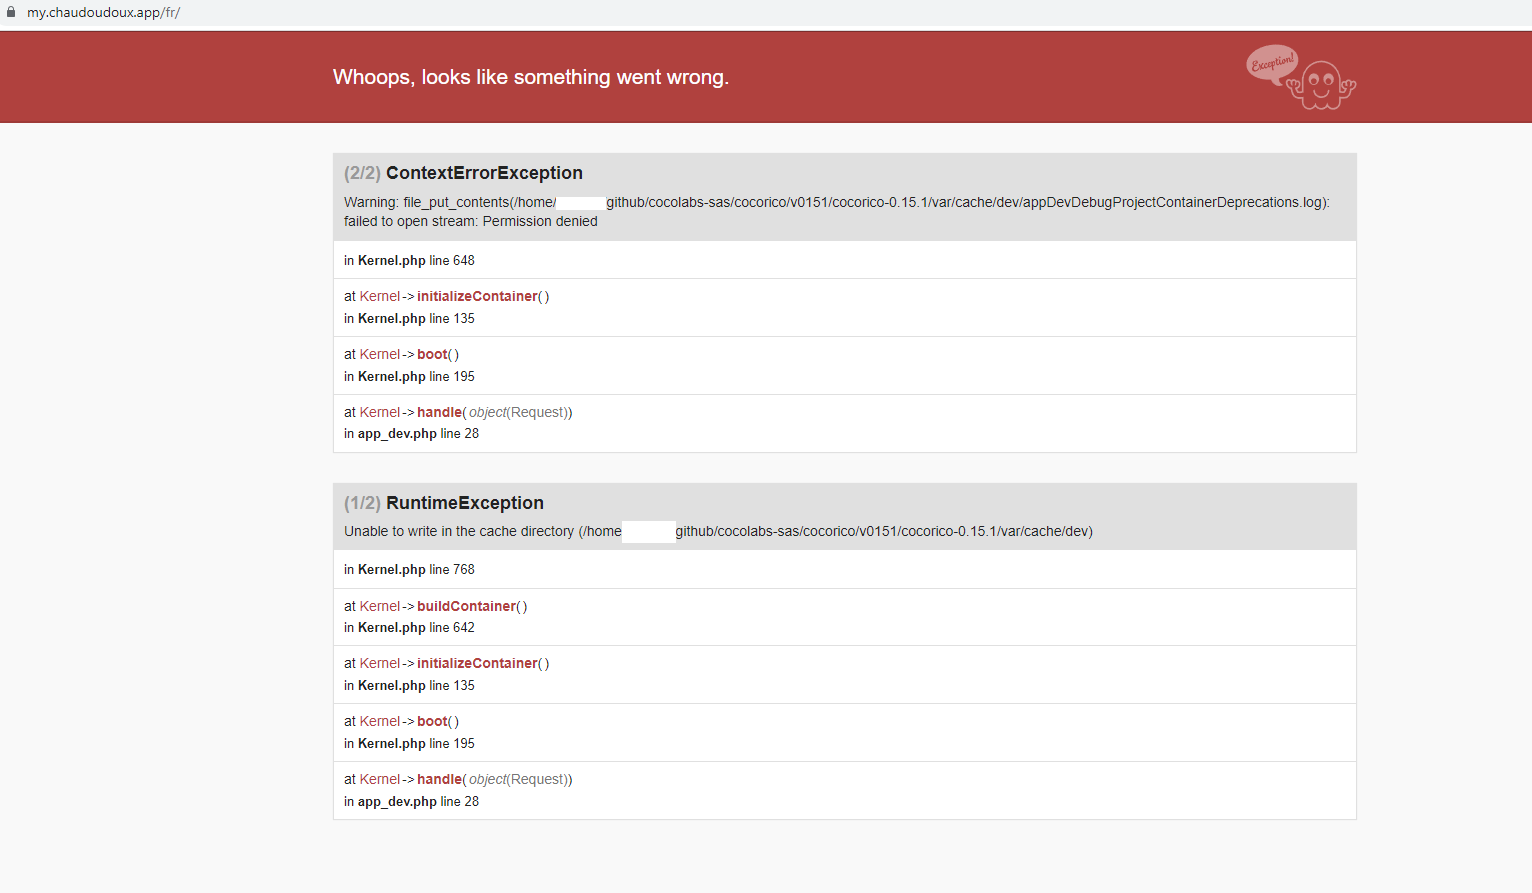 my.chaudoudoux.app/fr/
Whoops, looks like something went wrong.
Exception!
(2/2) ContextErrorException
Warning: file_put_contents(/home/ github/cocolabs-sas/cocorico/v0151/cocorico-0.15.1/var/cache/dev/appDevDebugProjectContainerDeprecations.log):
failed to open stream: Permission denied
in Kernel.php line 648
at Kernel->initializeContainer()
in Kernel.php line 135
at Kernel->boot()
in Kernel.php line 195
at Kernel->handle(object(Request))
in app_dev.php line 28
(1/2) RuntimeException
Unable to write in the cache directory (/home github/cocolabs-sas/cocorico/v0151/cocorico-0.15.1/var/cache/dev)
in Kernel.php line 768
at Kernel->buildContainer()
in Kernel.php line 642
at Kernel->initializeContainer()
in Kernel.php line 135
at Kernel->boot()
in Kernel.php line 195
at Kernel->handle(object(Request))
in app_dev.php line 28